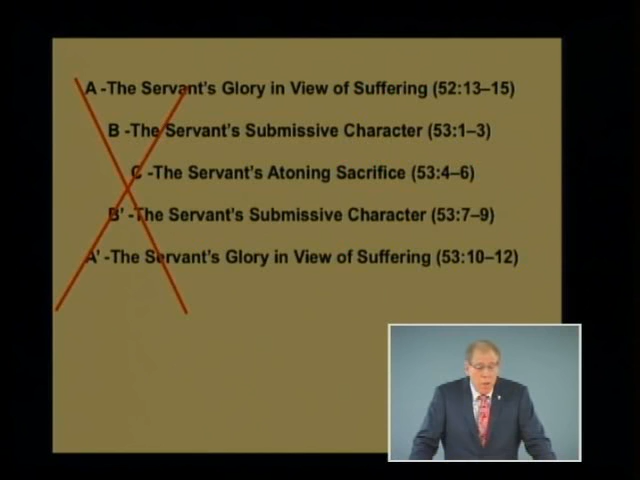 A -The Servant's Glory in View of Suffering (52:13–15)
B -The Servant's Submissive Character (53:1–3)
C -The Servant's Atoning Sacrifice (53:4–6)
B' -The Servant's Submissive Character (53:7–9)
A' -The Servant's Glory in View of Suffering (53:10–12)